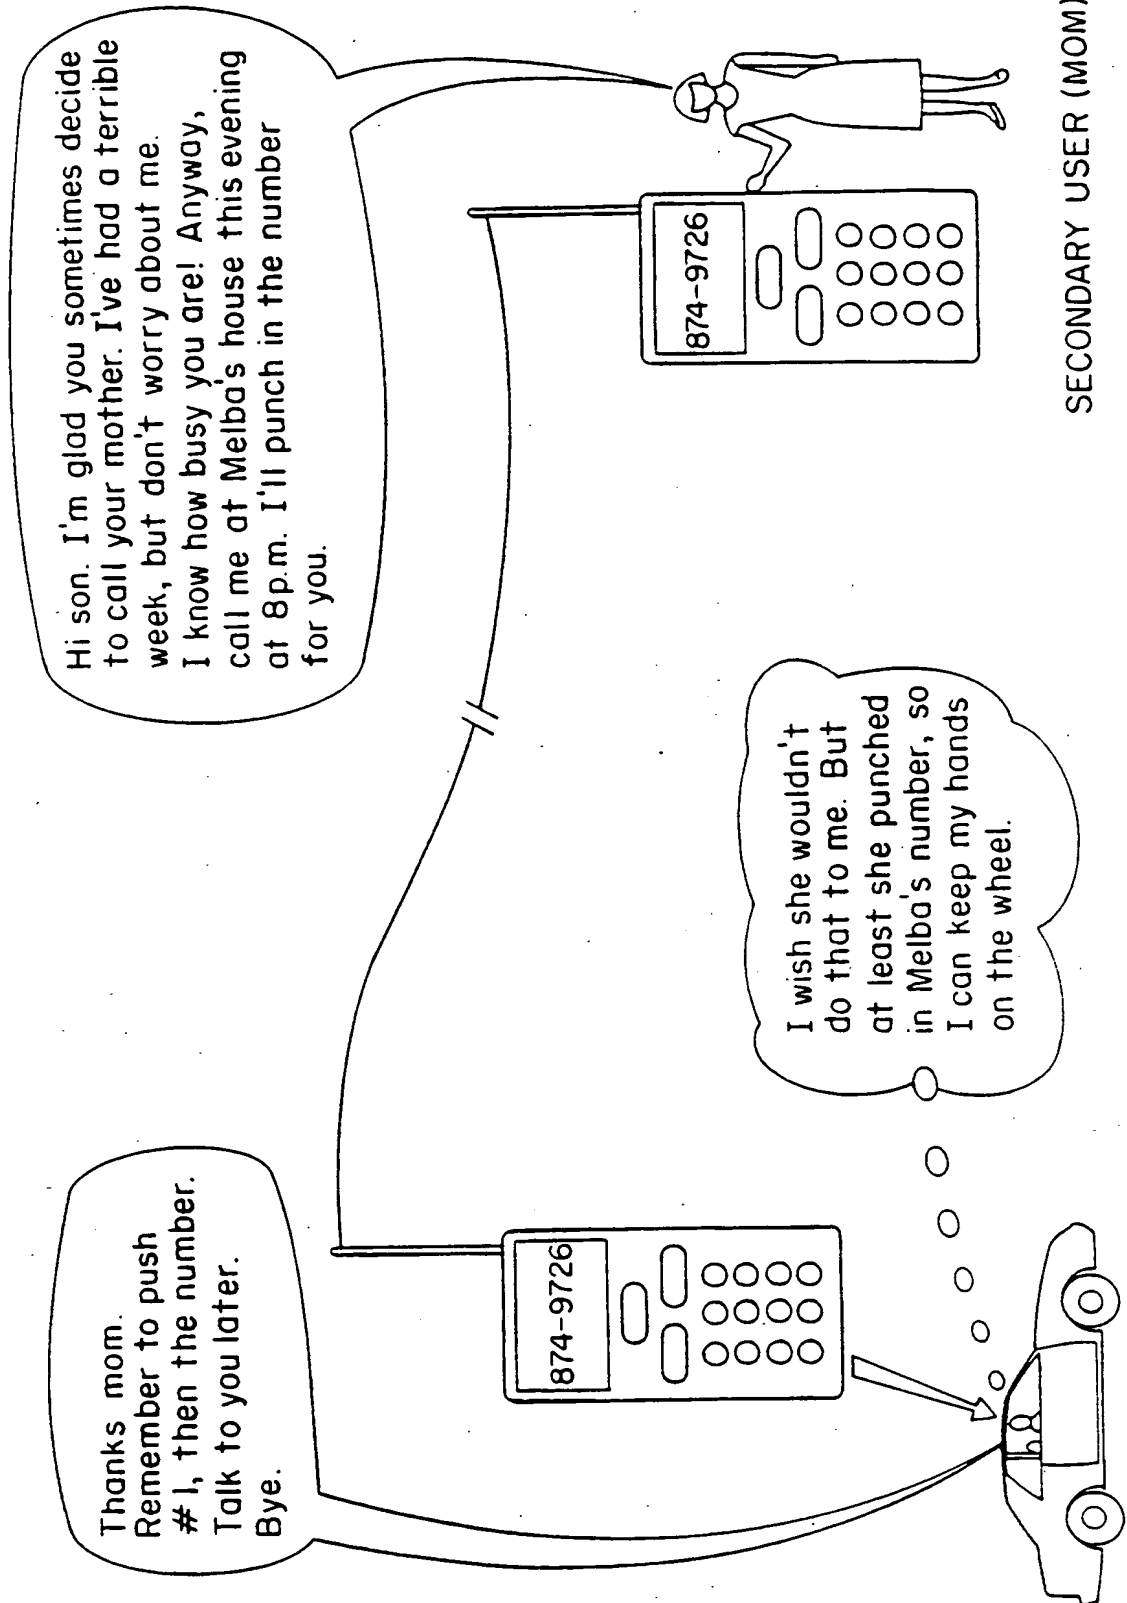 Hi son. I'm glad you sometimes decide
to call your mother. I've had a terrible
week, but don't worry about me.
I know how busy you are! Anyway,
call me at Melba's house this evening
at 8p.m. I'll punch in the number
for you.
Thanks mom.
Remember to push
#1, then the number.
Talk to you later.
Bye.
874-9726
874-9726
I wish she wouldn't
do that to me. But
at least she punched
in Melba's number, so
I can keep my hands
on the wheel.
SECONDARY USER (MOM)